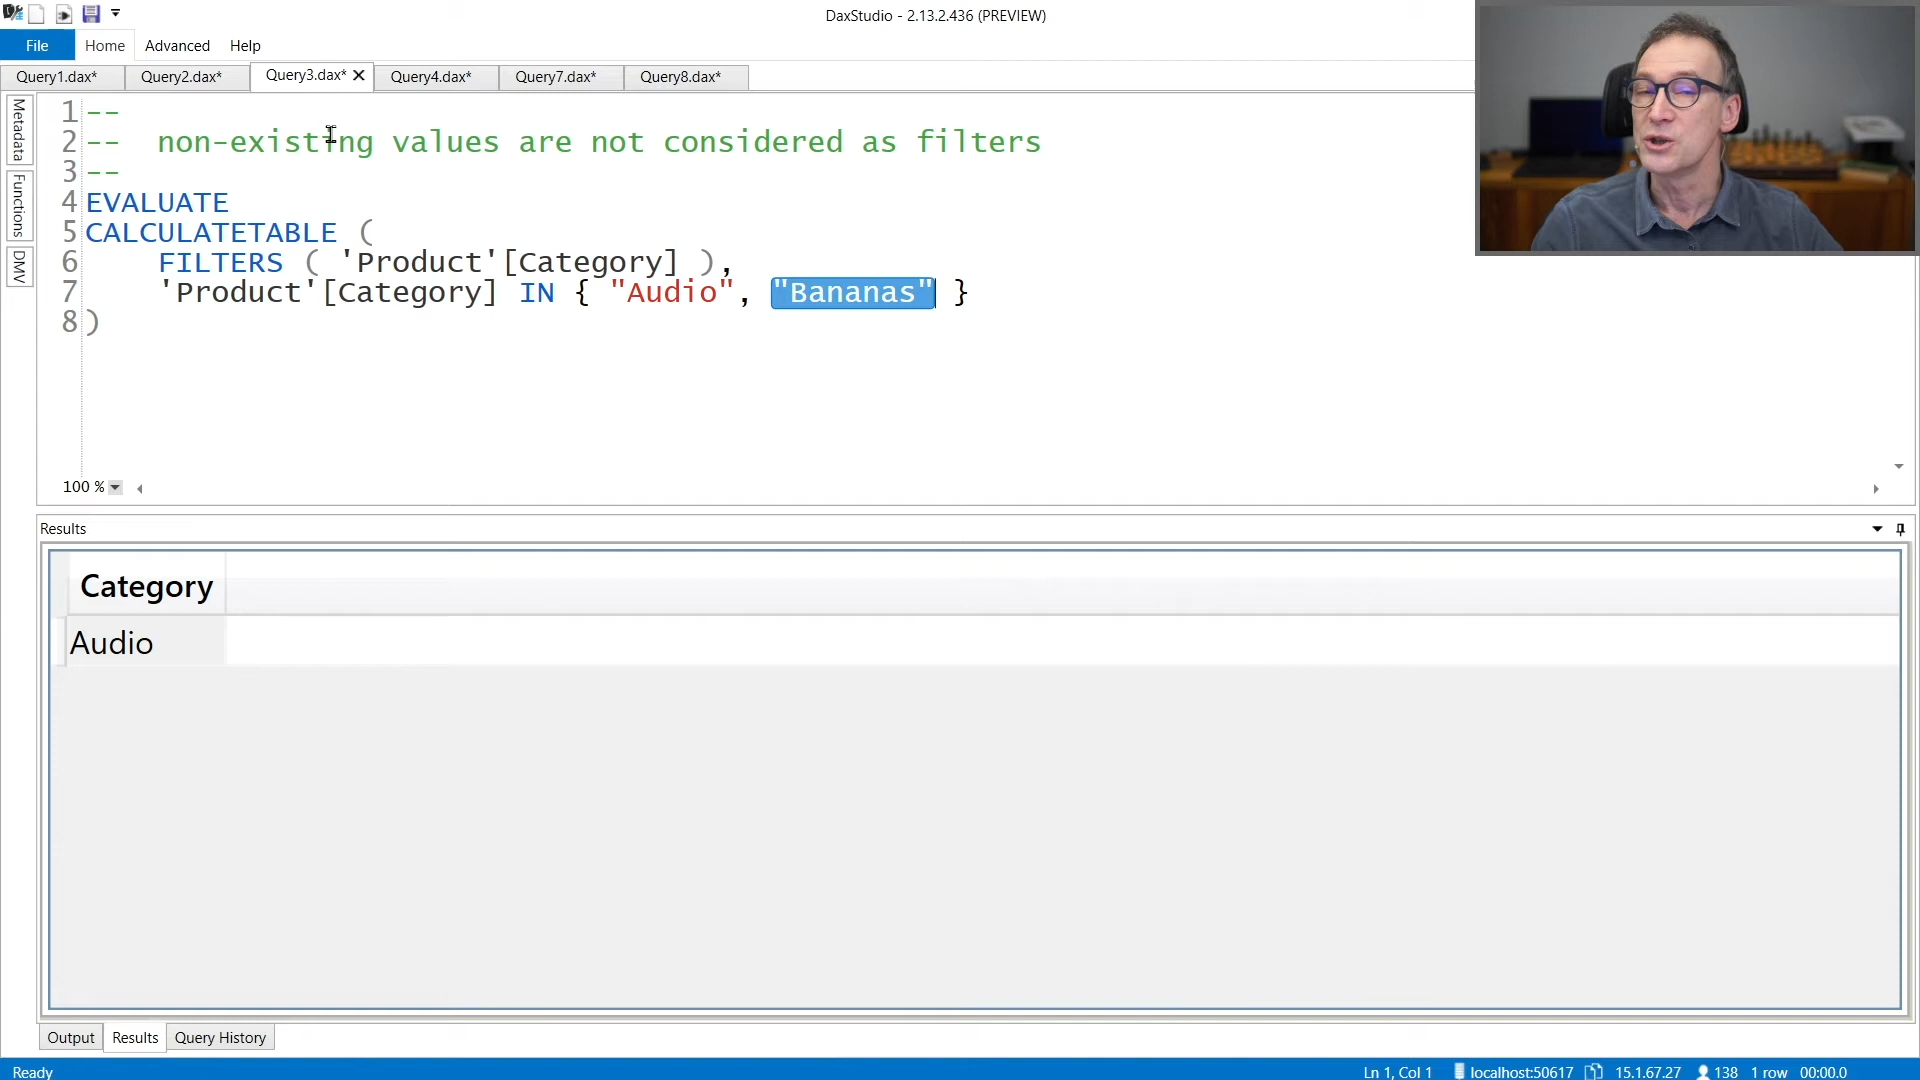 DaxStudio - 2.13.2.436 (PREVIEW)
File Home Advanced Help
Query1.dax* Query2.dax* Query3.dax* Query4.dax* Query7.dax* Query8.dax*
Metadata
Functions
DMV
1 --
2 -- non-existing values are not considered as filters
3 --
4 EVALUATE
5 CALCULATETABLE (
6 FILTERS ( 'Product'[Category] ),
7 'Product'[Category] IN { "Audio", "Bananas" }
8 )
100 %
Results
Category
Audio
Output Results Query History
Ready Ln 1, Col 1 localhost:50617 15.1.67.27 138 1 row 00:00.0